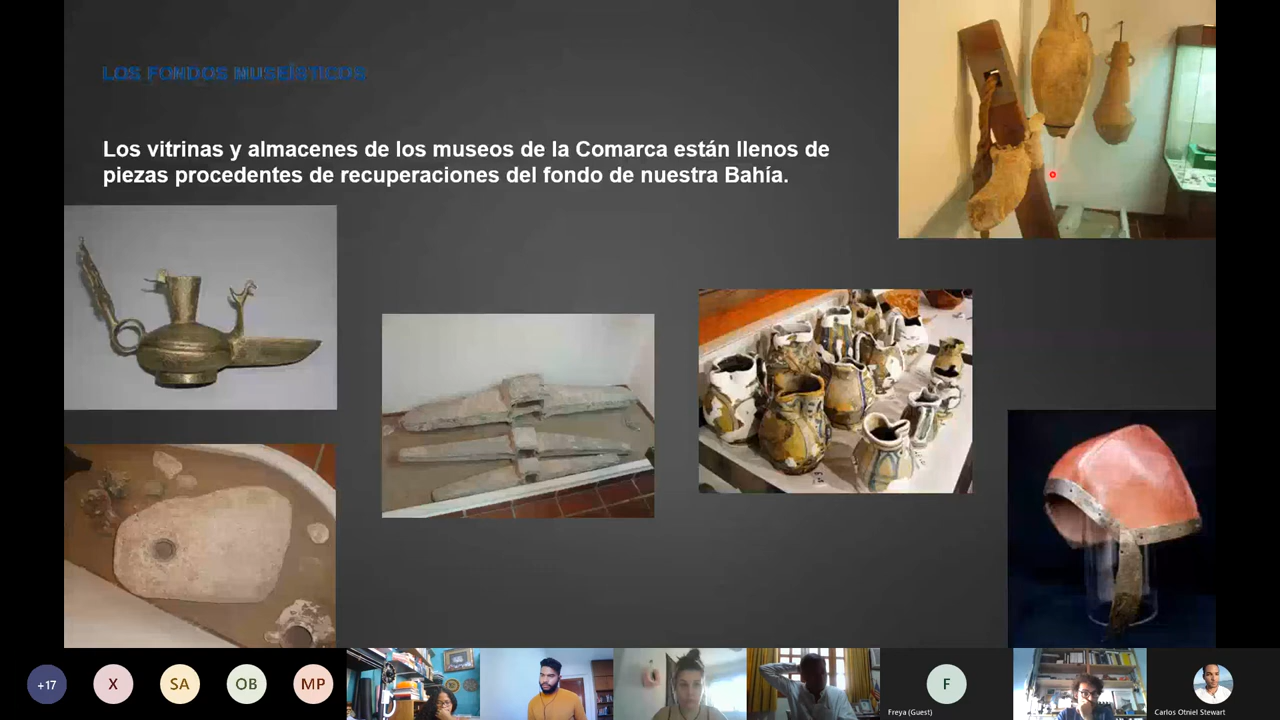 LOS FONDOS MUSEÍSTICOS
Los vitrinas y almacenes de los museos de la Comarca están llenos de
piezas procedentes de recuperaciones del fondo de nuestra Bahía.
+17
X
SA
OB
MP
F
Freya (Guest)
Carlos Otniel Stewart